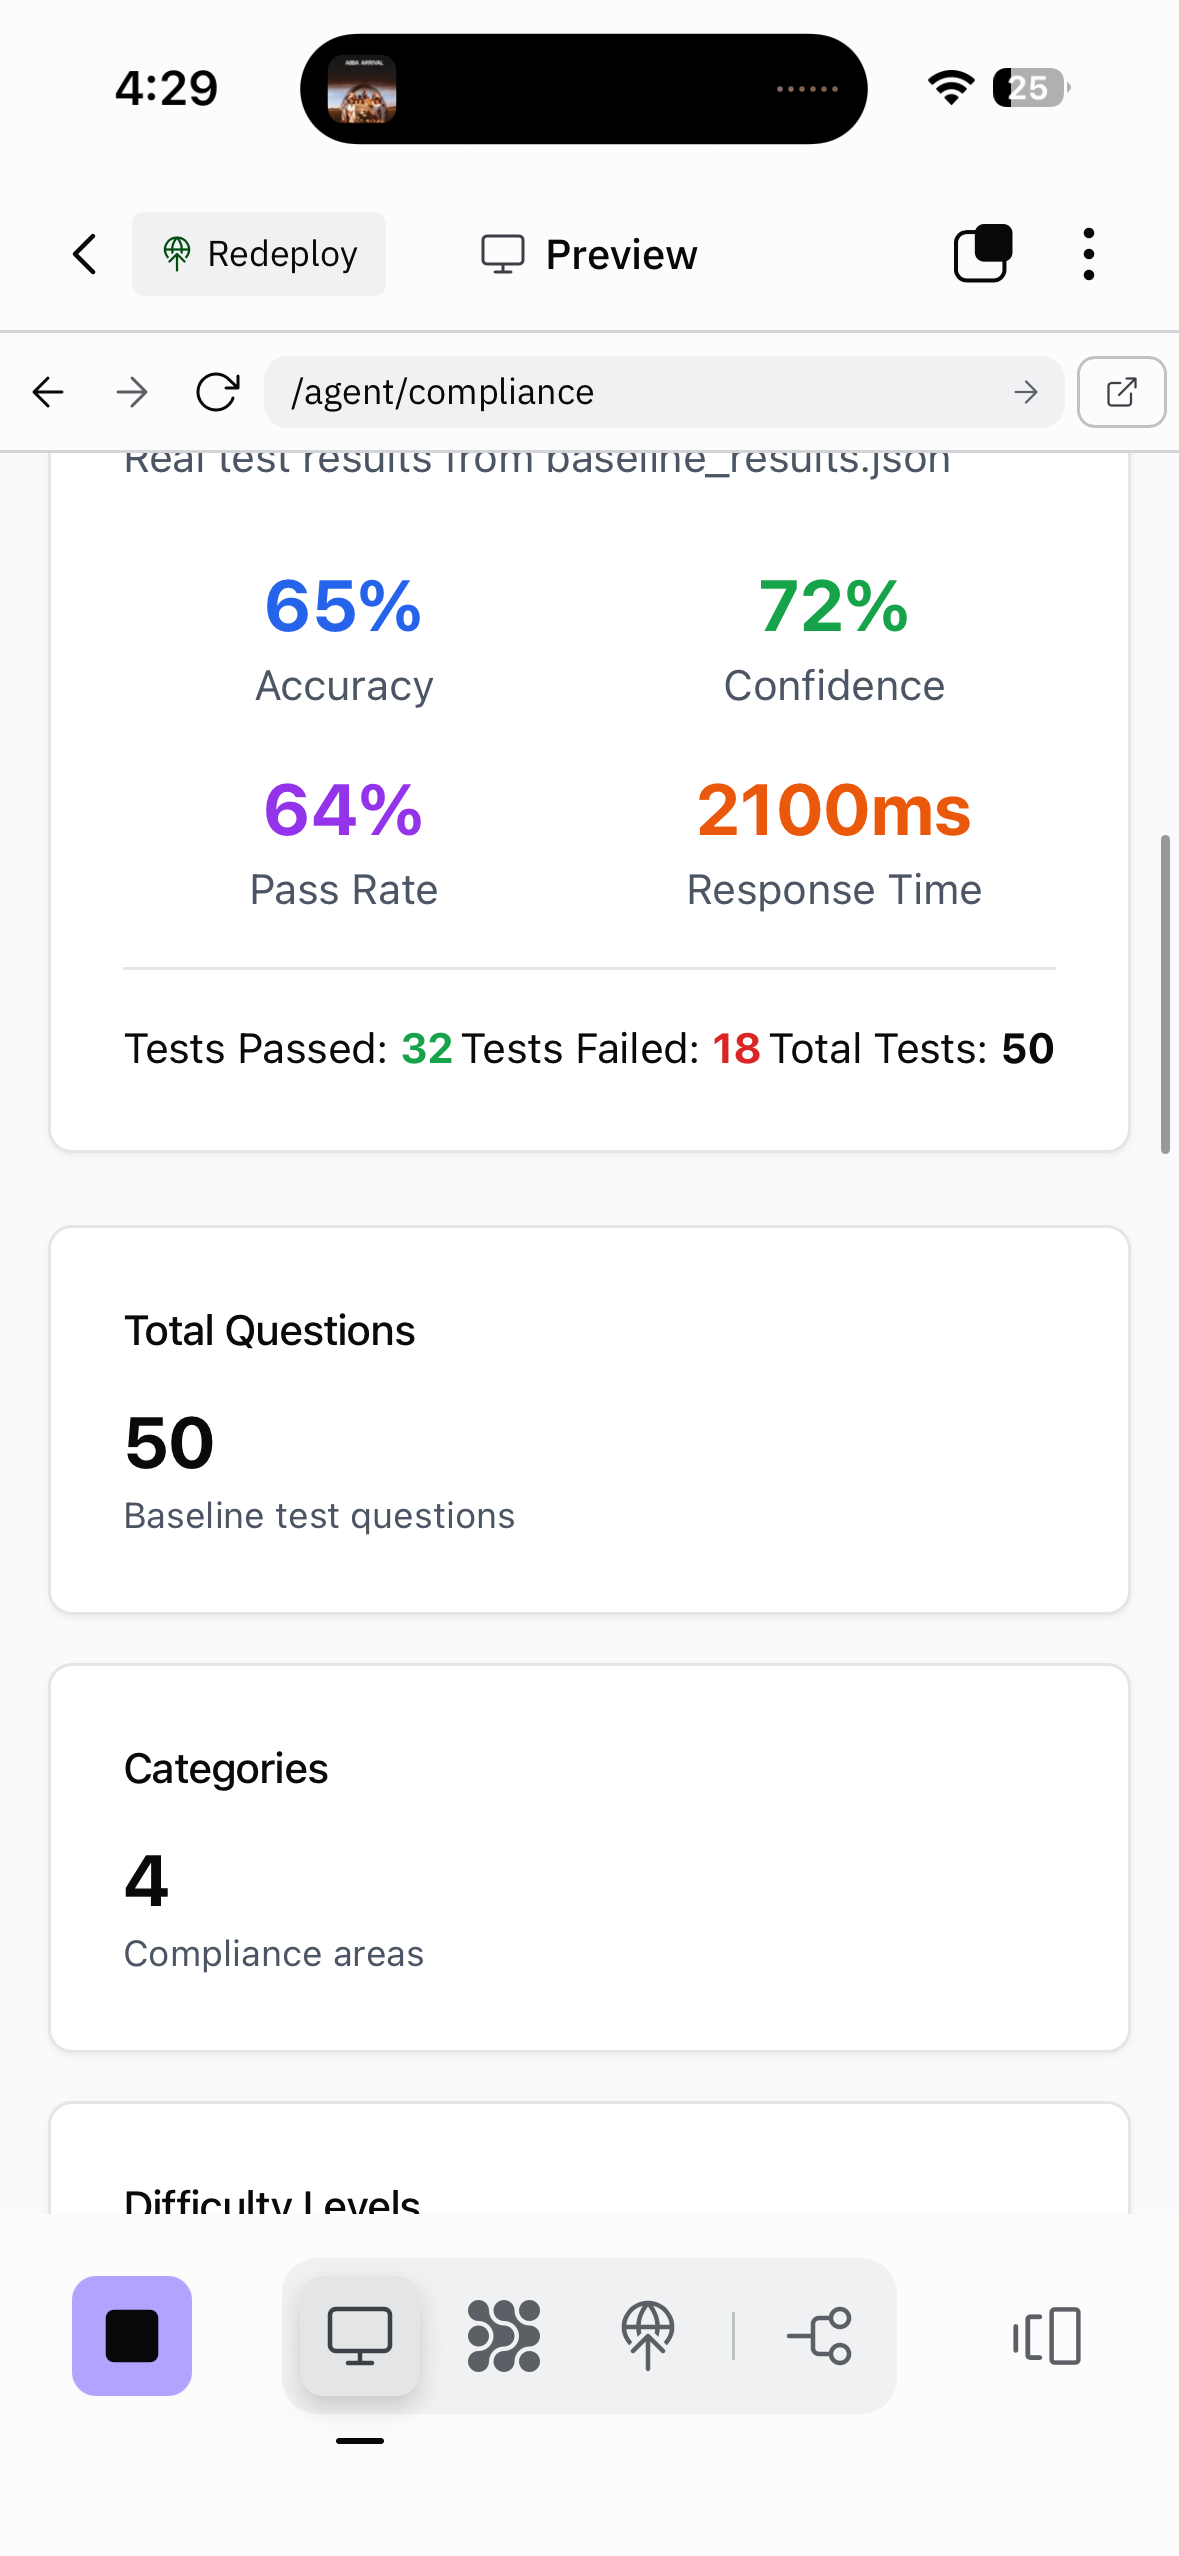 4:29
ABBA ARRIVAL
25
Redeploy
Preview
/agent/compliance
Real test results from baseline_results.json
65%
72%
Accuracy
Confidence
64%
2100ms
Pass Rate
Response Time
Tests Passed: 32 Tests Failed: 18 Total Tests: 50
Total Questions
50
Baseline test questions
Categories
4
Compliance areas
Difficulty Levels